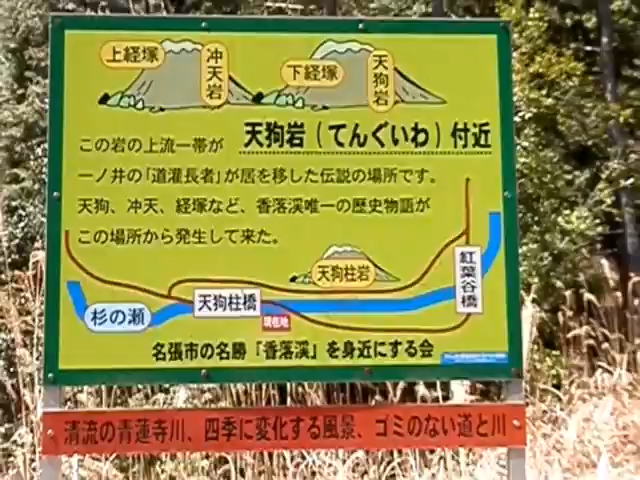 上経塚
冲天岩
下経塚
天狗岩
天狗岩（てんぐいわ）付近
この岩の上流一帯が
一ノ井の「道灌長者」が居を移した伝説の場所です。
天狗、冲天、経塚など、香落渓唯一の歴史物語が
この場所から発生して来た。
天狗柱岩
紅葉谷橋
天狗柱橋
杉の瀬
現在地
名張市の名勝『香落渓』を身近にする会
清流の青蓮寺川、四季に変化する風景、ゴミのない道と川